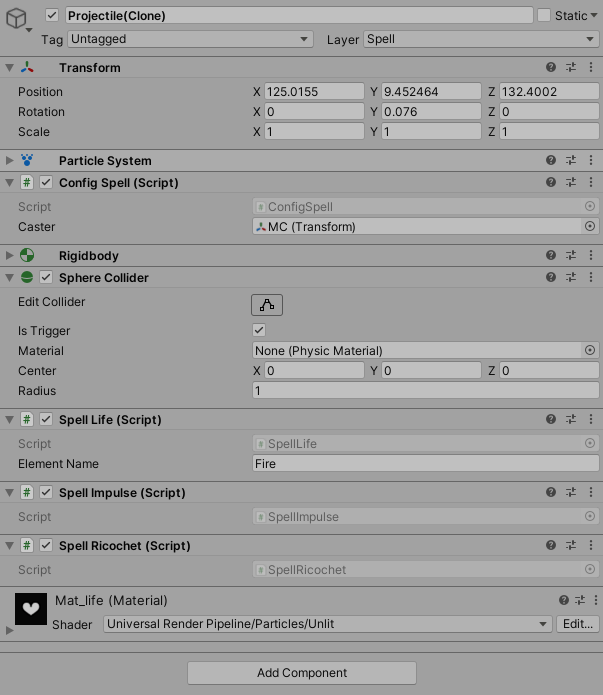 Projectile(Clone) Static
Tag Untagged Layer Spell
Transform
Position X 125.0155 Y 9.452464 Z 132.4002
Rotation X 0 Y 0.076 Z 0
Scale X 1 Y 1 Z 1
Particle System
# Config Spell (Script)
Script # ConfigSpell
Caster MC (Transform)
Rigidbody
Sphere Collider
Edit Collider
Is Trigger
Material None (Physic Material)
Center X 0 Y 0 Z 0
Radius 1
# Spell Life (Script)
Script # SpellLife
Element Name Fire
# Spell Impulse (Script)
Script # SpellImpulse
# Spell Ricochet (Script)
Script # SpellRicochet
Mat_life (Material)
Shader Universal Render Pipeline/Particles/Unlit Edit...
Add Component